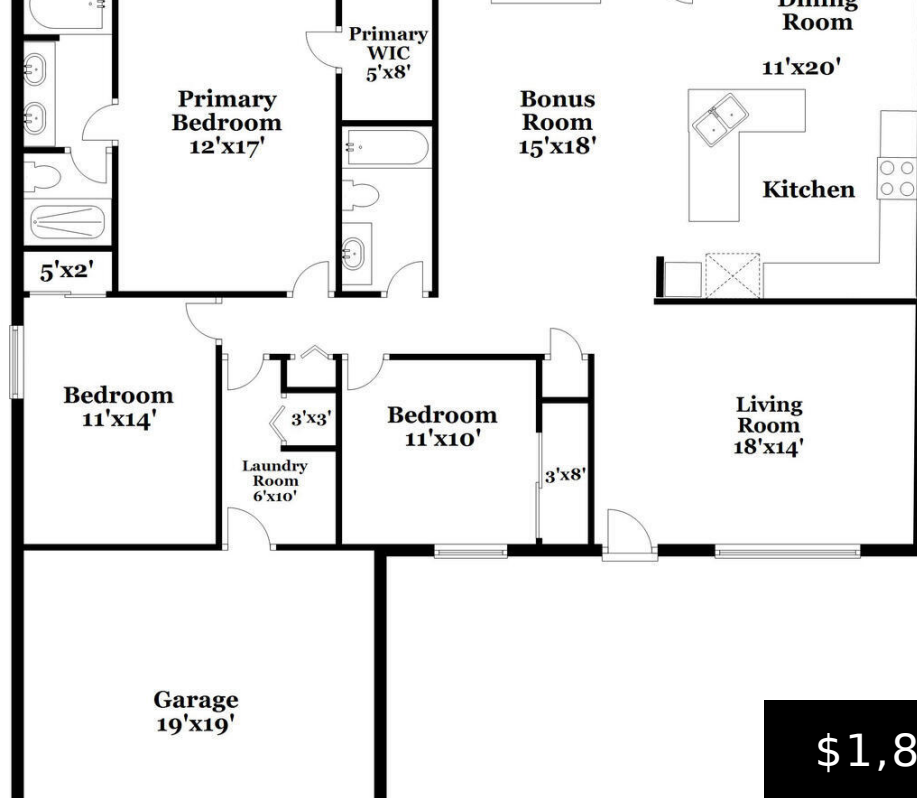 Dining
Room
11'x20'
Primary
WIC
5'x8'
Primary
Bedroom
12'x17'
Bonus
Room
15'x18'
Kitchen
5'x2'
Bedroom
11'x14'
3'x3'
Bedroom
11'x10'
Living
Room
18'x14'
Laundry
Room
6'x10'
3'x8'
Garage
19'x19'
$1,8